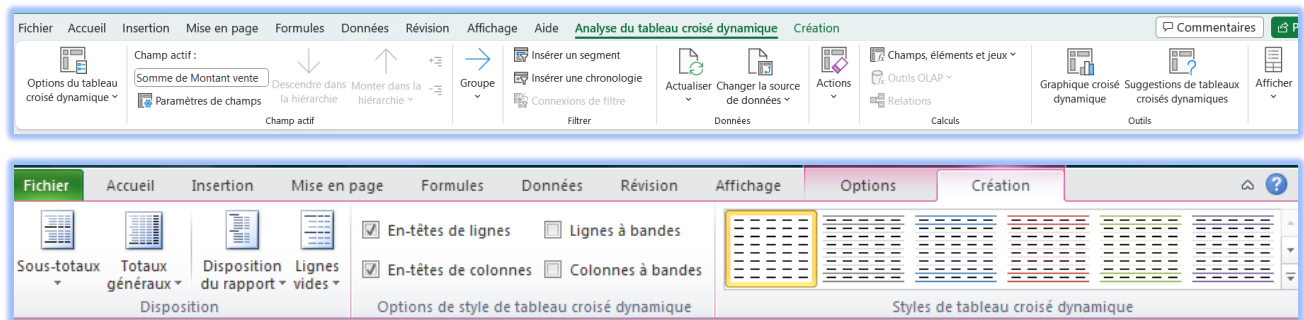 Fichier Accueil Insertion Mise en page Formules Données Révision Affichage Aide Analyse du tableau croisé dynamique Création Commentaires
Options du tableau croisé dynamique
Champ actif :
Somme de Montant vente
Paramètres de champs
Descendre dans la hiérarchie
Monter dans la hiérarchie
Champ actif
Groupe
Insérer un segment
Insérer une chronologie
Connexions de filtre
Filtrer
Actualiser
Changer la source de données
Données
Actions
Champs, éléments et jeux
Outils OLAP
Relations
Calculs
Graphique croisé dynamique
Suggestions de tableaux croisés dynamiques
Outils
Afficher
Fichier Accueil Insertion Mise en page Formules Données Révision Affichage Options Création
Sous-totaux
Totaux généraux
Disposition du rapport
Lignes vides
Disposition
En-têtes de lignes
Lignes à bandes
En-têtes de colonnes
Colonnes à bandes
Options de style de tableau croisé dynamique
Styles de tableau croisé dynamique